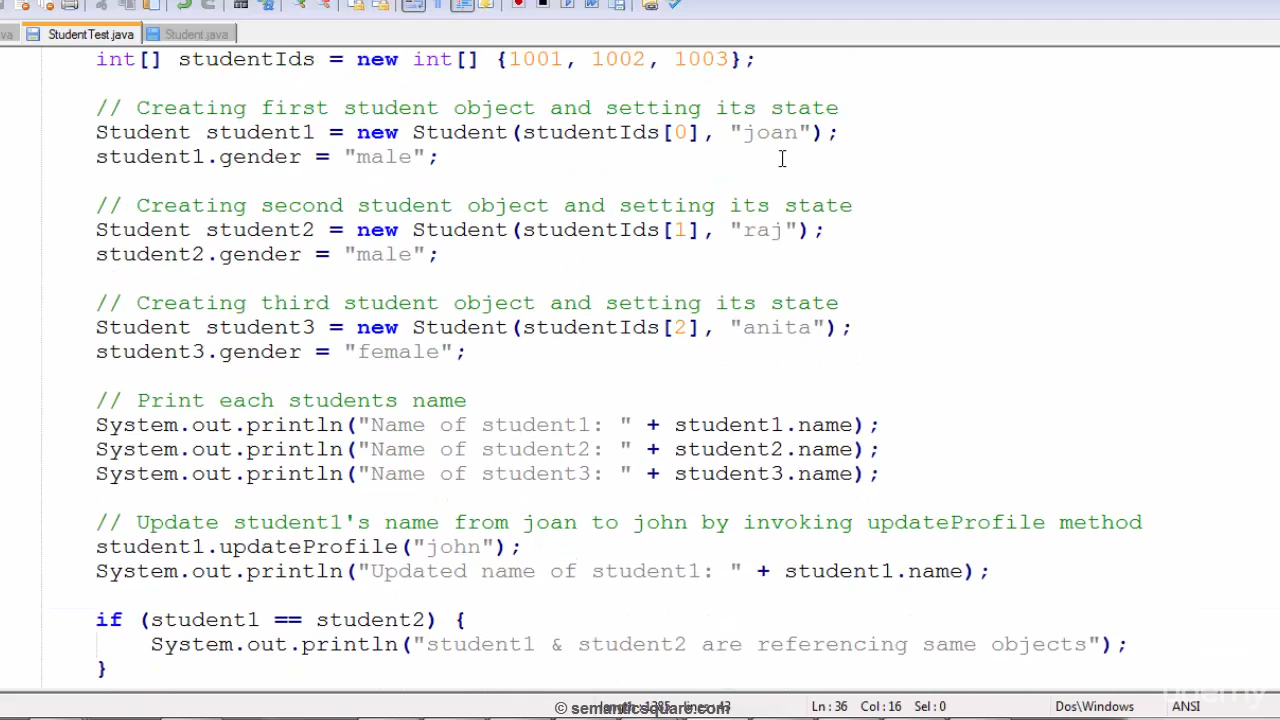 va StudentTest.java Student.java
int[] studentIds = new int[] {1001, 1002, 1003};
// Creating first student object and setting its state
Student student1 = new Student(studentIds[0], "joan");
student1.gender = "male";
// Creating second student object and setting its state
Student student2 = new Student(studentIds[1], "raj");
student2.gender = "male";
// Creating third student object and setting its state
Student student3 = new Student(studentIds[2], "anita");
student3.gender = "female";
// Print each students name
System.out.println("Name of student1: " + student1.name);
System.out.println("Name of student2: " + student2.name);
System.out.println("Name of student3: " + student3.name);
// Update student1's name from joan to john by invoking updateProfile method
student1.updateProfile("john");
System.out.println("Updated name of student1: " + student1.name);
if (student1 == student2) {
System.out.println("student1 & student2 are referencing same objects");
}
© semanticsquare.com Ln : 36 Col : 16 Sel : 0 Dos\Windows ANSI